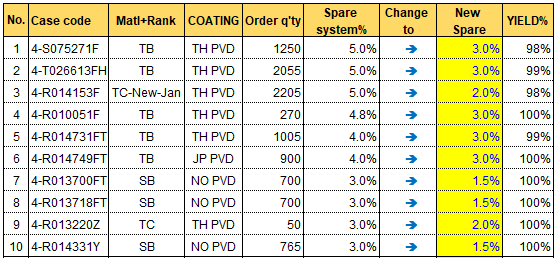 No. Case code Matl+Rank COATING Order q'ty Spare system% Change to New Spare YIELD%
1 4-S075271F TB TH PVD 1250 5.0% ➔ 3.0% 98%
2 4-T026613FH TB TH PVD 2055 5.0% ➔ 3.0% 99%
3 4-R014153F TC-New-Jan TH PVD 2205 5.0% ➔ 2.0% 98%
4 4-R010051F TB TH PVD 270 4.8% ➔ 3.0% 100%
5 4-R014731FT TB TH PVD 1005 4.0% ➔ 3.0% 99%
6 4-R014749FT TB JP PVD 900 4.0% ➔ 3.0% 100%
7 4-R013700FT SB NO PVD 700 3.0% ➔ 1.5% 100%
8 4-R013718FT SB NO PVD 700 3.0% ➔ 1.5% 100%
9 4-R013220Z TC TH PVD 50 3.0% ➔ 2.0% 100%
10 4-R014331Y SB NO PVD 765 3.0% ➔ 1.5% 100%